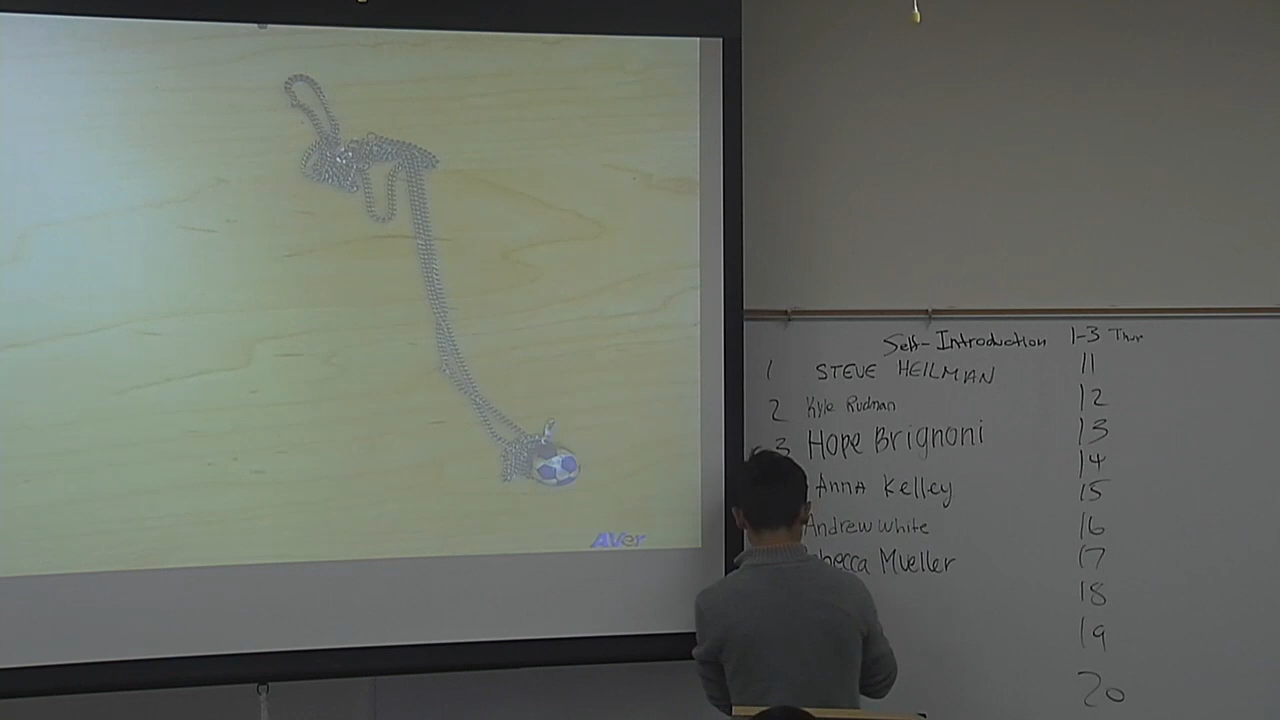 AVer
Self-Introduction 1-3 Thur
1 STEVE HEILMAN 11
2 Kyle Rudman 12
3 Hope Brignoni 13
14
Anna Kelley 15
Andrew White 16
Mueller 17
18
19
20